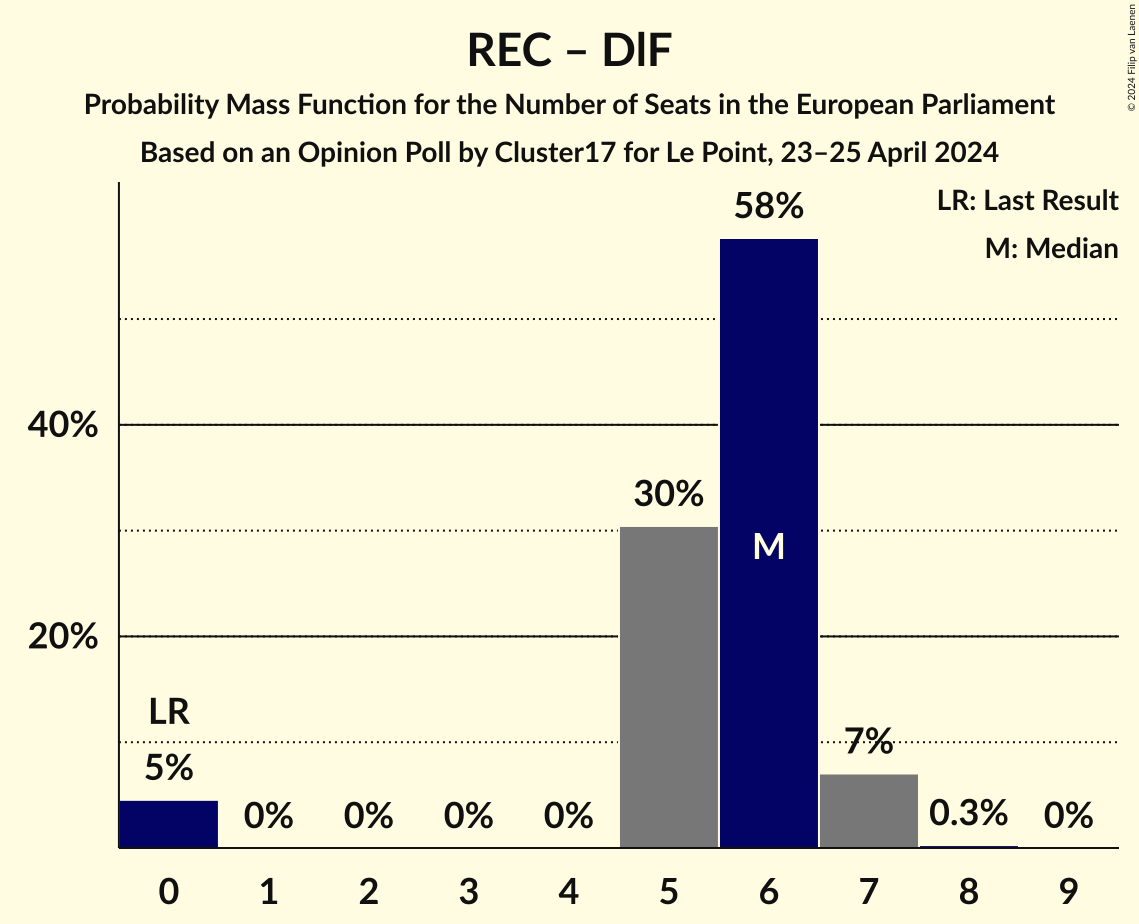 REC – DlF
Probability Mass Function for the Number of Seats in the European Parliament
Based on an Opinion Poll by Cluster17 for Le Point, 23–25 April 2024
© 2024 Filip van Laenen
LR: Last Result
M: Median
58%
40%
30%
M
20%
LR
7%
5%
0%
0%
0%
0%
0.3%
0%
0 1 2 3 4 5 6 7 8 9